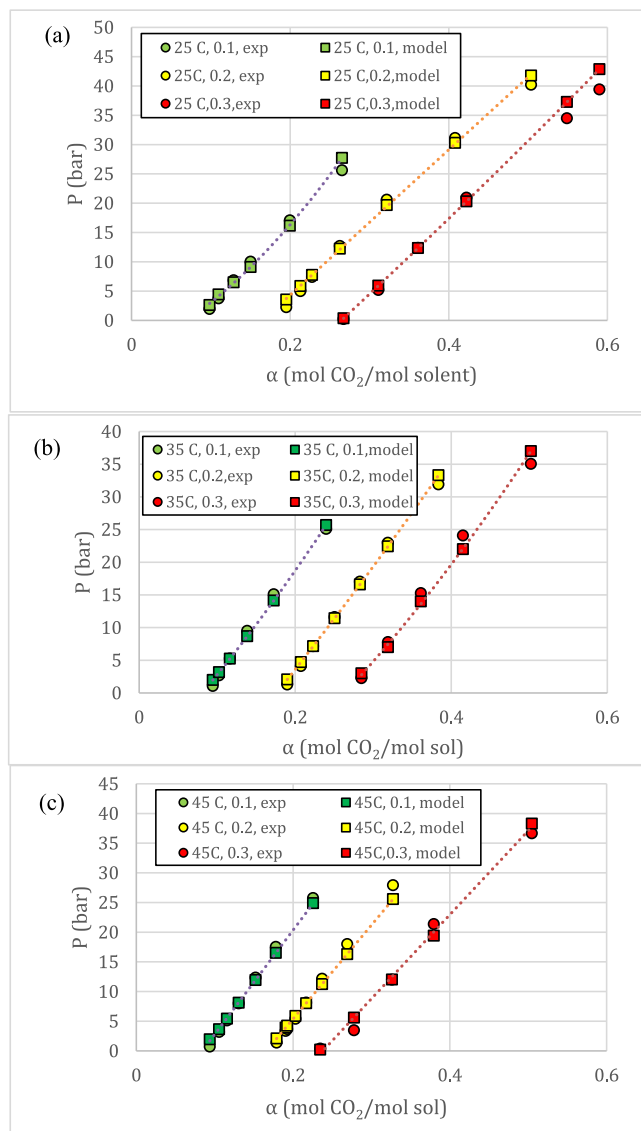 (a)
50
45
40
35
30
25
20
15
10
5
0
P (bar)
25 C, 0.1, exp 25 C, 0.1, model
25C, 0.2, exp 25 C,0.2,model
25 C,0.3,exp 25 C,0.3,model
0 0.2 0.4 0.6
α (mol CO₂/mol solent)
(b)
40
35
30
25
20
15
10
5
0
P (bar)
35 C, 0.1, exp 35 C, 0.1,model
35 C,0.2,exp 35C, 0.2, model
35C, 0.3, exp 35C, 0.3, model
0 0.2 0.4 0.6
α (mol CO₂/mol sol)
(c)
45
40
35
30
25
20
15
10
5
0
P (bar)
45 C, 0.1, exp 45C, 0.1, model
45 C, 0.2, exp 45C, 0.2, model
45C, 0.3, exp 45C,0.3, model
0 0.2 0.4 0.6
α (mol CO₂/mol sol)